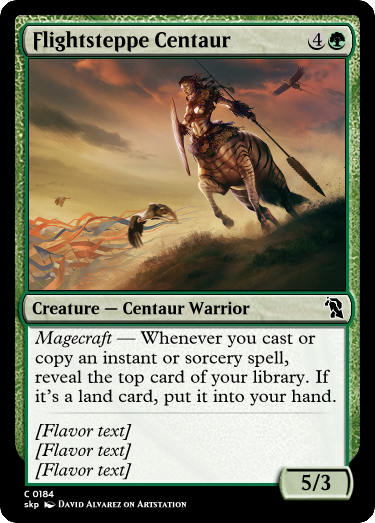 Flightsteppe Centaur 4
Creature — Centaur Warrior
Magecraft — Whenever you cast or
copy an instant or sorcery spell,
reveal the top card of your library. If
it's a land card, put it into your hand.
[Flavor text]
[Flavor text]
[Flavor text]
5/3
C 0184
skp David Alvarez on Artstation